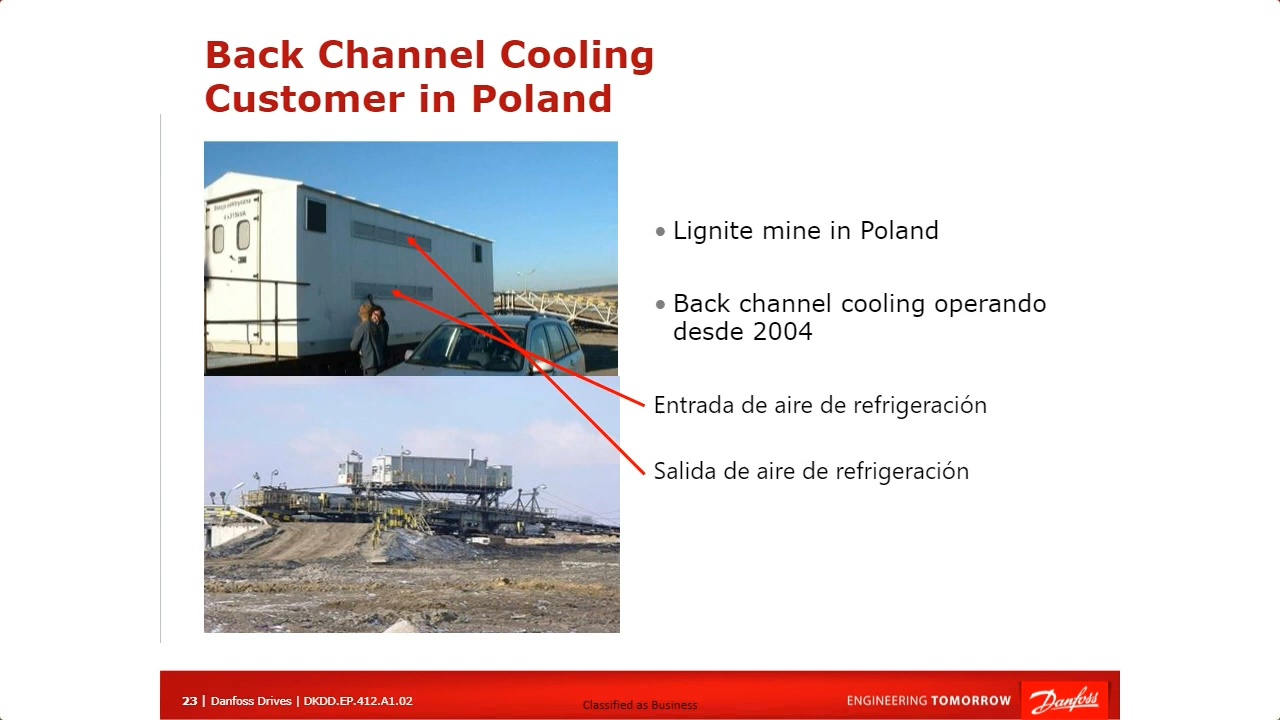 Back Channel Cooling
Customer in Poland
• Lignite mine in Poland
• Back channel cooling operando
desde 2004
Entrada de aire de refrigeración
Salida de aire de refrigeración
23 | Danfoss Drives | DKDD.EP.412.A1.02
Classified as Business
ENGINEERING TOMORROW
Danfoss